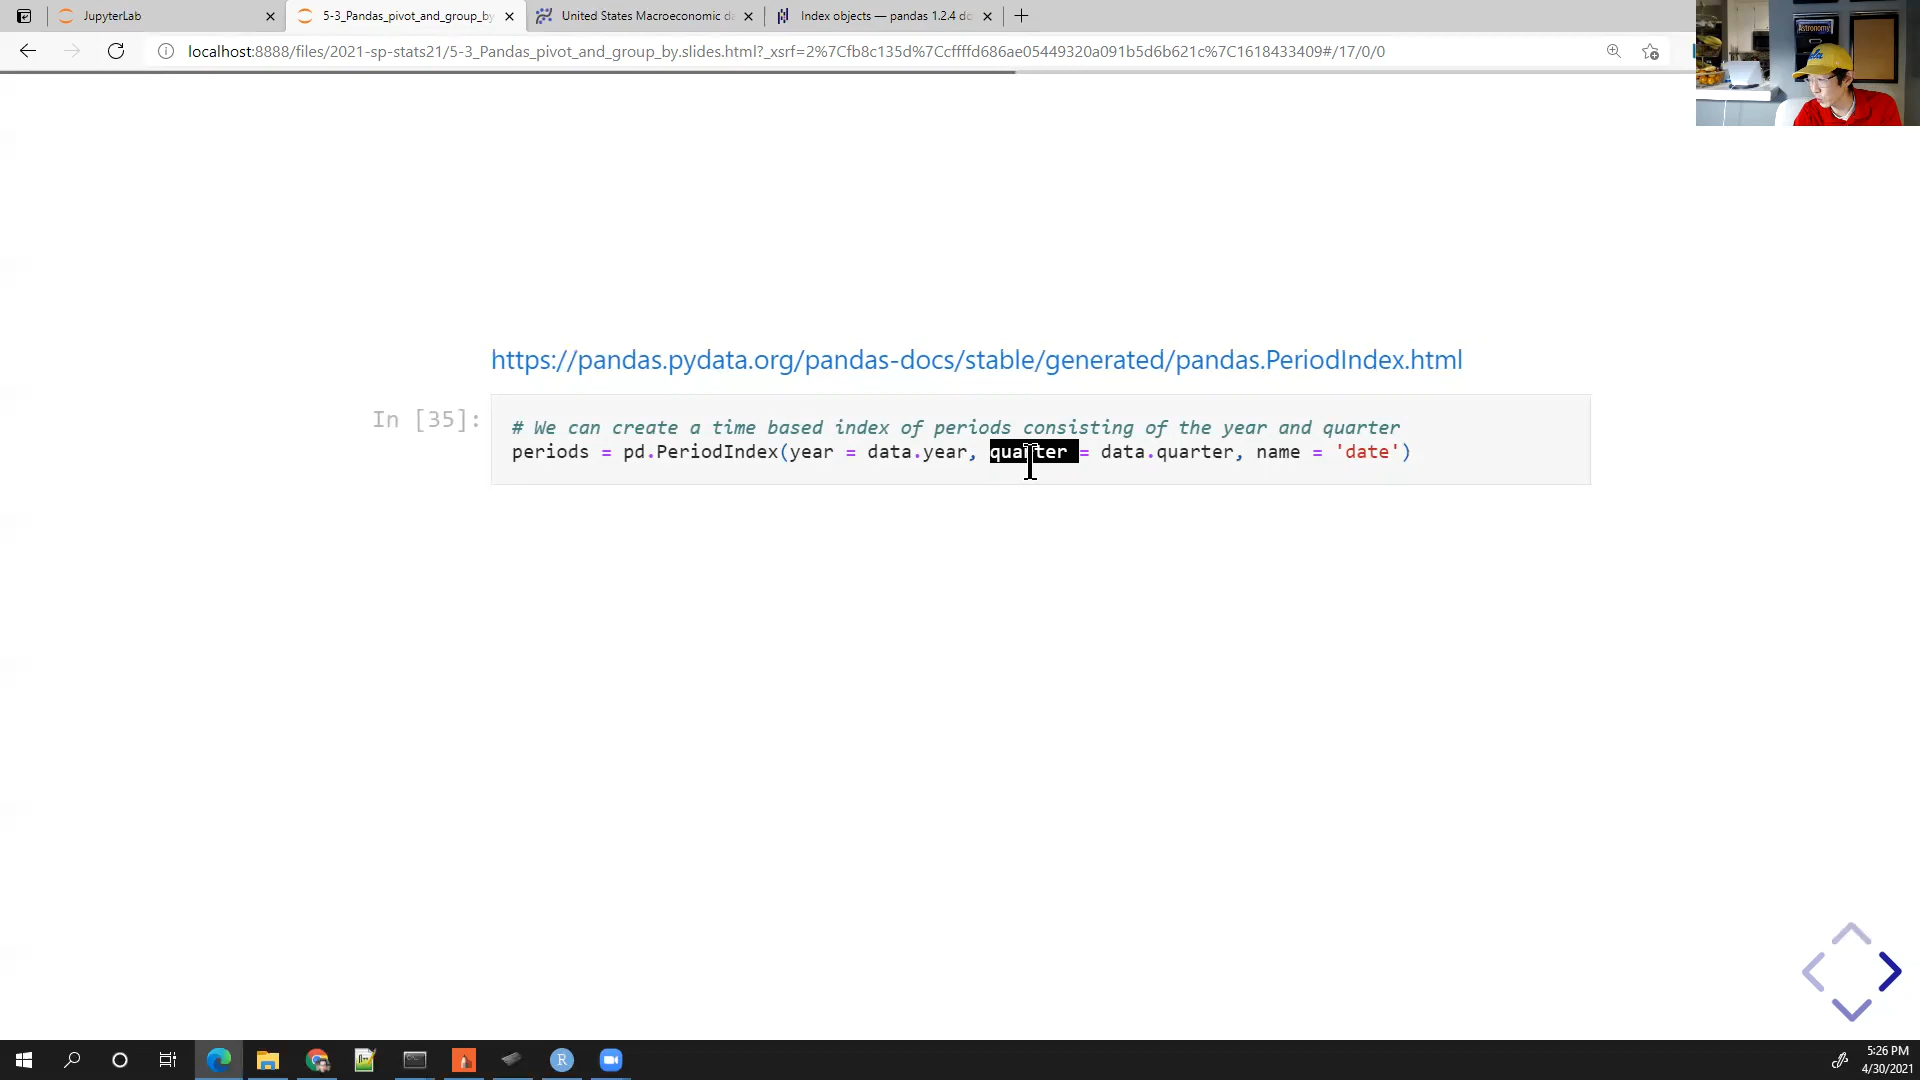 JupyterLab
5-3_Pandas_pivot_and_group_by
United States Macroeconomic da
Index objects — pandas 1.2.4 do
localhost:8888/files/2021-sp-stats21/5-3_Pandas_pivot_and_group_by.slides.html?_xsrf=2%7Cfb8c135d%7Ccffffd686ae05449320a091b5d6b621c%7C1618433409#/17/0/0
Astronomy
https://pandas.pydata.org/pandas-docs/stable/generated/pandas.PeriodIndex.html
In [35]:
# We can create a time based index of periods consisting of the year and quarter
periods = pd.PeriodIndex(year = data.year, quarter = data.quarter, name = 'date')
R
5:26 PM
4/30/2021